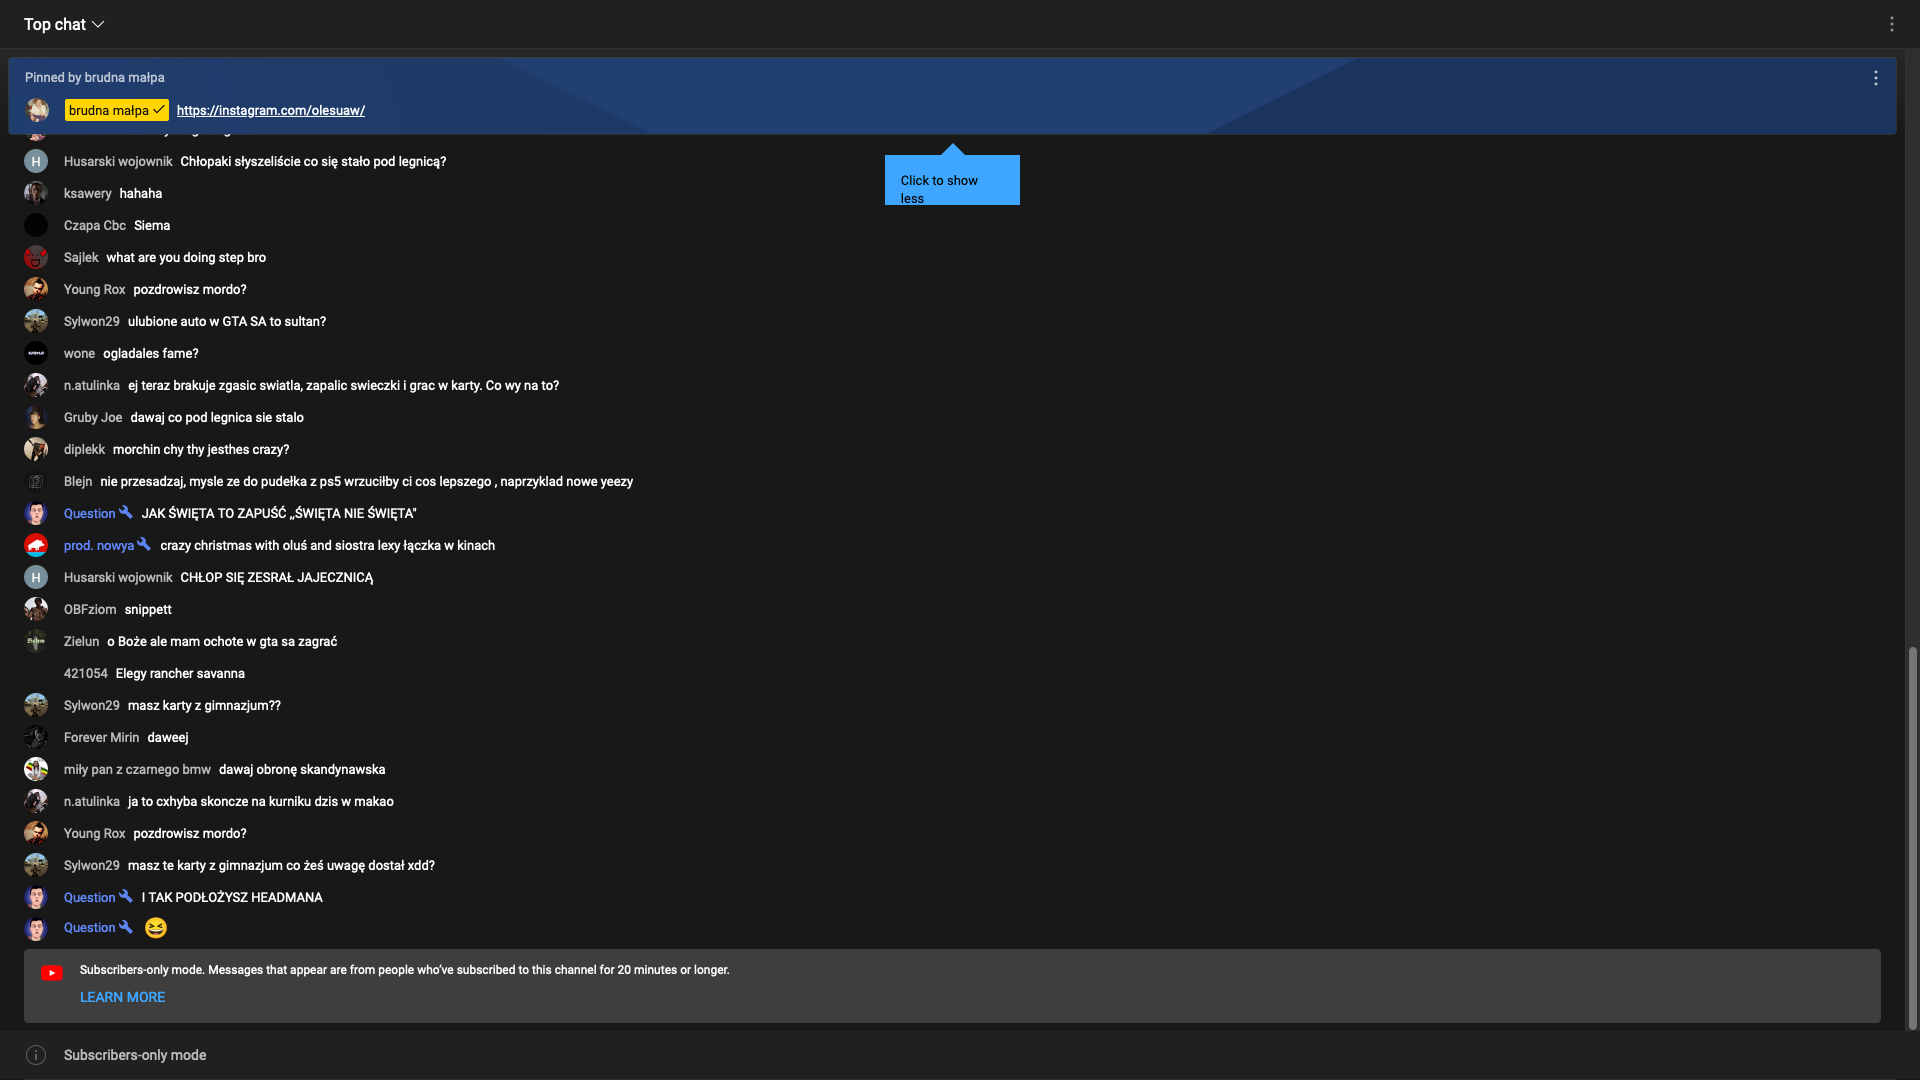 Top chat
Pinned by brudna małpa
brudna małpa https://instagram.com/olesuaw/
H Husarski wojownik Chłopaki słyszeliście co się stało pod legnicą?
Click to show
less
ksawery hahaha
Czapa Cbc Siema
Sajlek what are you doing step bro
Young Rox pozdrowisz mordo?
Sylwon29 ulubione auto w GTA SA to sultan?
wone ogladales fame?
n.atulinka ej teraz brakuje zgasic swiatla, zapalic swieczki i grac w karty. Co wy na to?
Gruby Joe dawaj co pod legnica sie stalo
diplekk morchin chy thy jesthes crazy?
Blejn nie przesadzaj, mysle ze do pudełka z ps5 wrzuciłby ci cos lepszego , naprzyklad nowe yeezy
Question JAK ŚWIĘTA TO ZAPUŚĆ ,,ŚWIĘTA NIE ŚWIĘTA"
prod. nowya crazy christmas with oluś and siostra lexy łączka w kinach
H Husarski wojownik CHŁOP SIĘ ZESRAŁ JAJECZNICĄ
OBFziom snippett
Zielun o Boże ale mam ochote w gta sa zagrać
421054 Elegy rancher savanna
Sylwon29 masz karty z gimnazjum??
Forever Mirin daweej
miły pan z czarnego bmw dawaj obronę skandynawska
n.atulinka ja to cxhyba skoncze na kurniku dzis w makao
Young Rox pozdrowisz mordo?
Sylwon29 masz te karty z gimnazjum co żeś uwagę dostał xdd?
Question I TAK PODŁOŻYSZ HEADMANA
Question 😆
Subscribers-only mode. Messages that appear are from people who've subscribed to this channel for 20 minutes or longer.
LEARN MORE
Subscribers-only mode